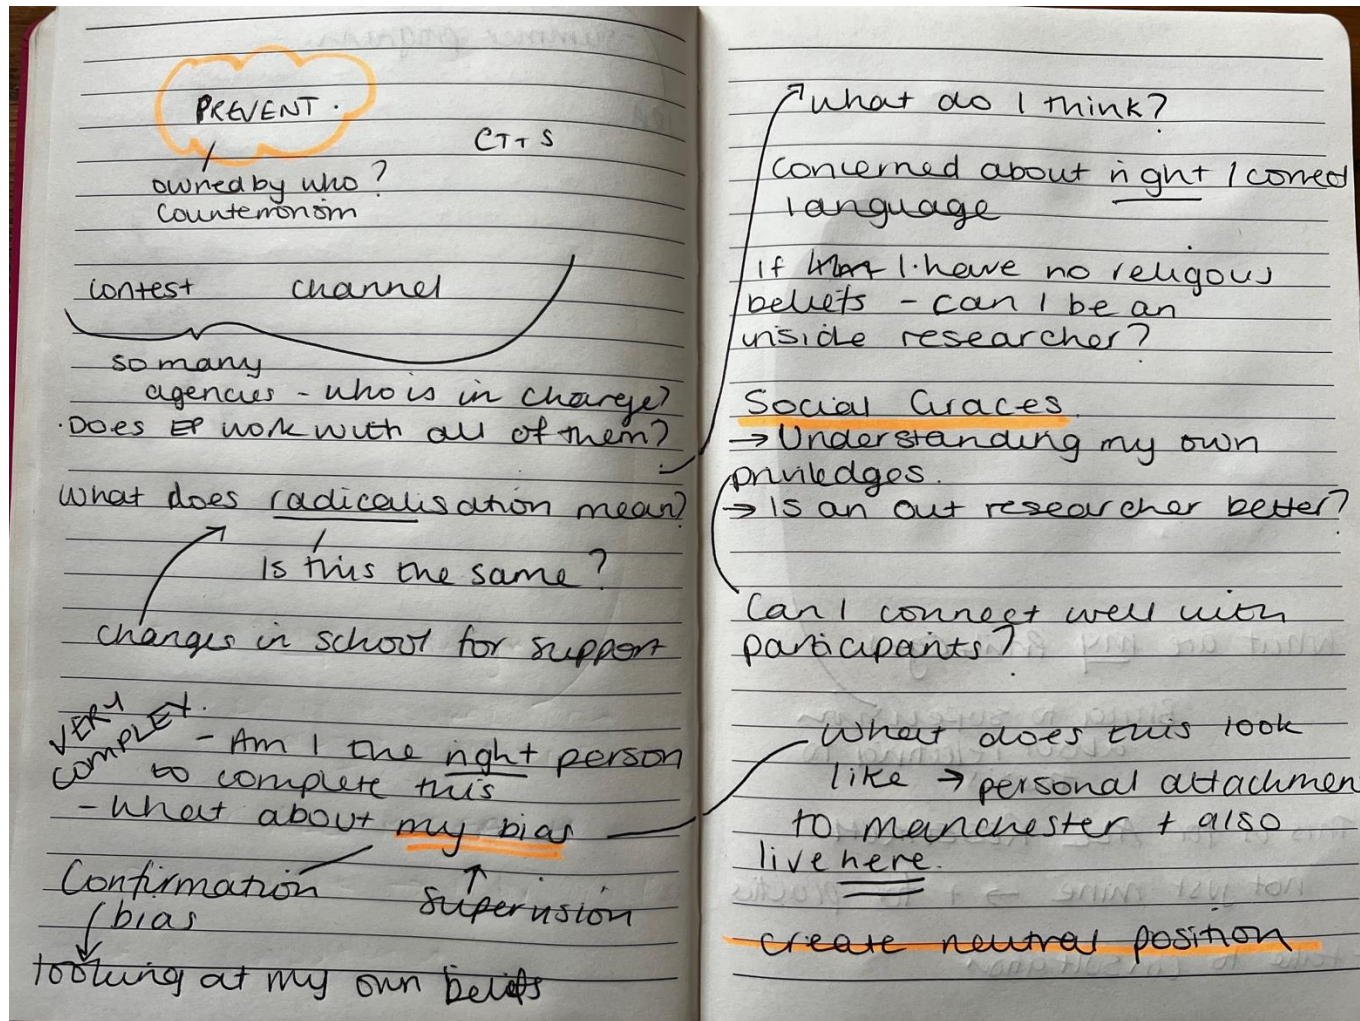 PREVENT.
CT+S
owned by who?
Counterrorism
contest channel
so many
agencies - who is in charge?
·Does EP work with all of them?
What does radicalisation mean?
Is this the same?
changes in school for support
VERY
COMPLEX.
- Am I the right person
to complete this
- What about my bias
Confirmation
bias
supervision
looking at my own beliefs
What do I think?
Concerned about right / correct
language
If I have no religous
beliefs - can I be an
inside researcher?
Social Graces
→ Understanding my own
priviledges.
→ Is an out researcher better?
Can I connect well with
participants?
What does this look
like → personal attachmen
to manchester + also
live here.
create neutral position